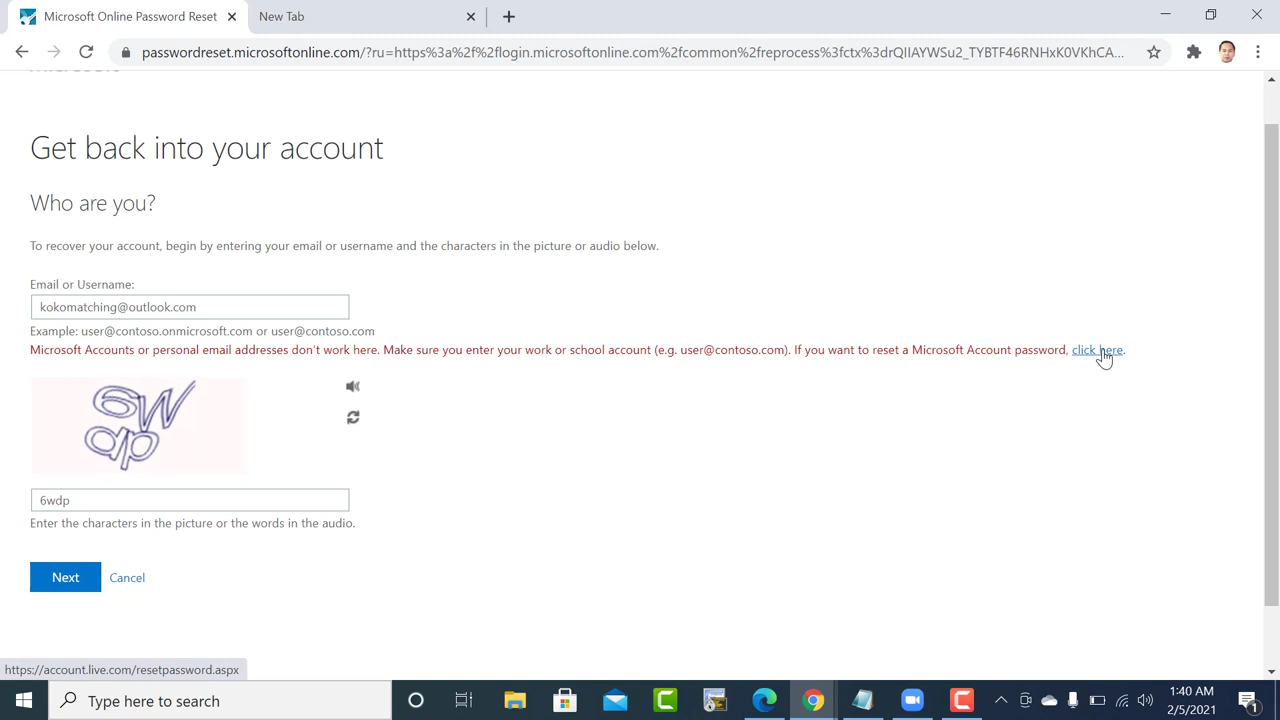 Microsoft Online Password Reset
New Tab
passwordreset.microsoftonline.com/?ru=https%3a%2f%2flogin.microsoftonline.com%2fcommon%2freprocess%3fctx%3drQIIAYWSu2_TYBTF46RNHxK0VKhCA...
Get back into your account
Who are you?
To recover your account, begin by entering your email or username and the characters in the picture or audio below.
Email or Username:
kokomatching@outlook.com
Example: user@contoso.onmicrosoft.com or user@contoso.com
Microsoft Accounts or personal email addresses don't work here. Make sure you enter your work or school account (e.g. user@contoso.com). If you want to reset a Microsoft Account password, click here.
6wdp
Enter the characters in the picture or the words in the audio.
Next Cancel
https://account.live.com/resetpassword.aspx
Type here to search
1:40 AM
2/5/2021
1